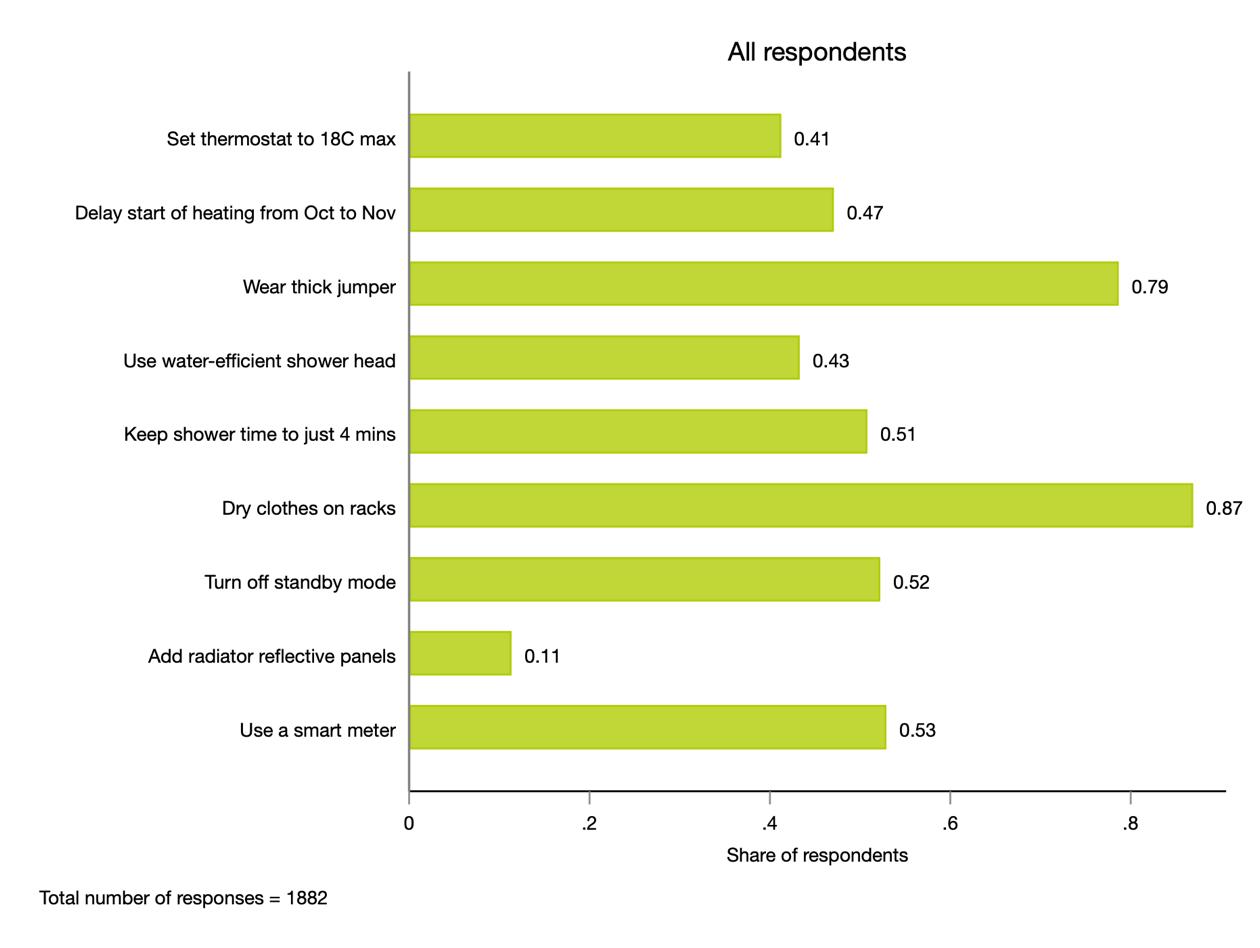 All respondents
Set thermostat to 18C max 0.41
Delay start of heating from Oct to Nov 0.47
Wear thick jumper 0.79
Use water-efficient shower head 0.43
Keep shower time to just 4 mins 0.51
Dry clothes on racks 0.87
Turn off standby mode 0.52
Add radiator reflective panels 0.11
Use a smart meter 0.53
0 .2 .4 .6 .8
Share of respondents
Total number of responses = 1882